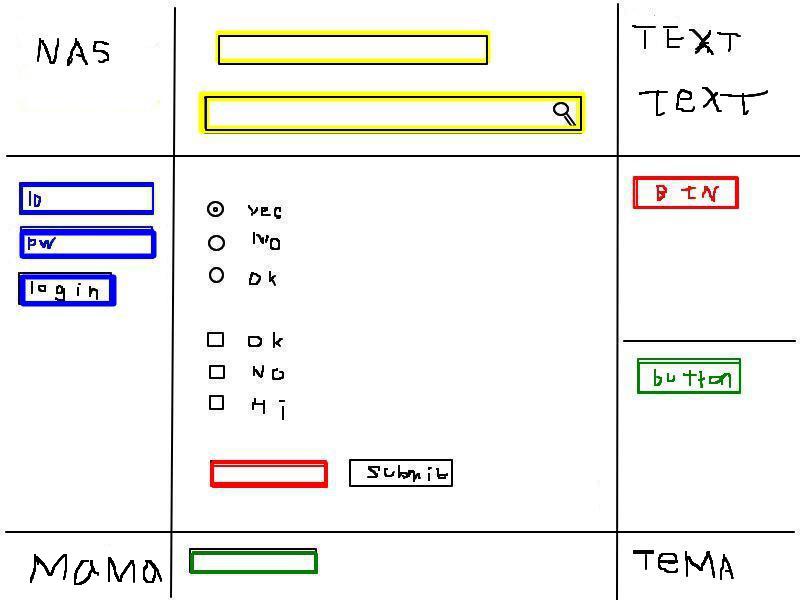 NAS
TEXT
TEXT
ID
PW
login
yes
NO
OK
OK
NO
Hi
Submit
BTN
button
MaMa
TeMA